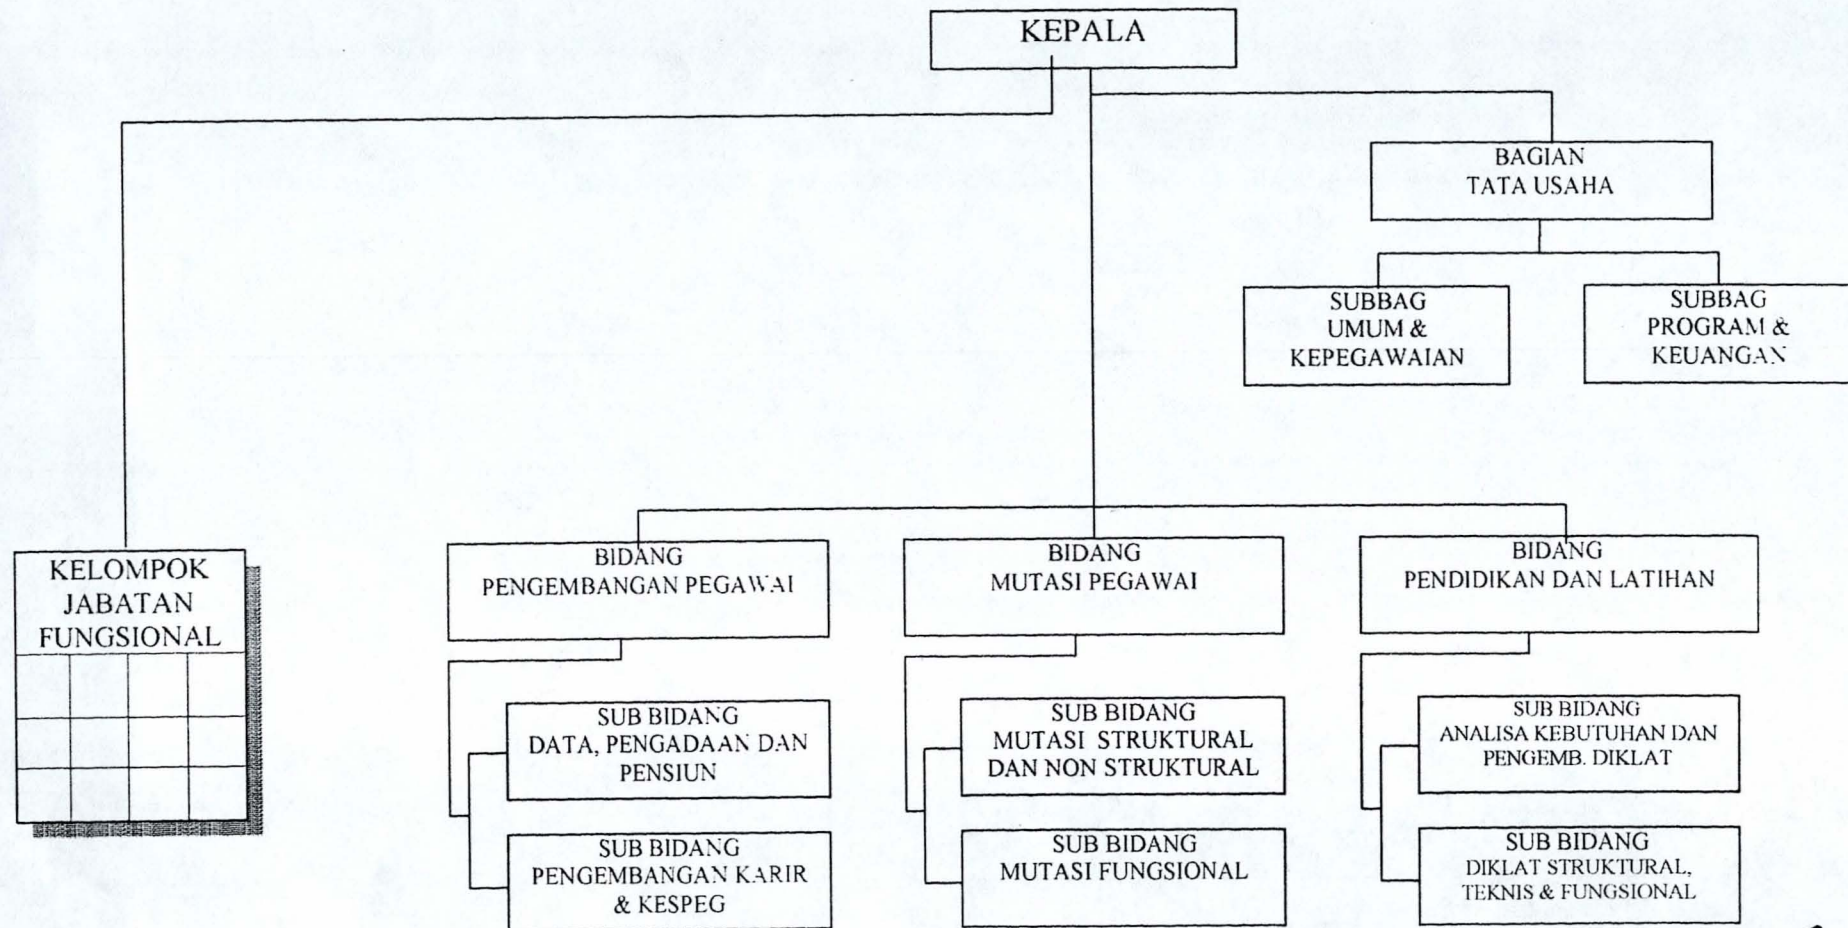 KEPALA
BAGIAN
TATA USAHA
SUBBAG
UMUM &
KEPEGAWAIAN
SUBBAG
PROGRAM &
KEUANGAN
KELOMPOK
JABATAN
FUNGSIONAL
BIDANG
PENGEMBANGAN PEGAWAI
BIDANG
MUTASI PEGAWAI
BIDANG
PENDIDIKAN DAN LATIHAN
SUB BIDANG
DATA, PENGADAAN DAN
PENSIUN
SUB BIDANG
PENGEMBANGAN KARIR
& KESPEG
SUB BIDANG
MUTASI STRUKTURAL
DAN NON STRUKTURAL
SUB BIDANG
MUTASI FUNGSIONAL
SUB BIDANG
ANALISA KEBUTUHAN DAN
PENGEMB. DIKLAT
SUB BIDANG
DIKLAT STRUKTURAL,
TEKNIS & FUNGSIONAL